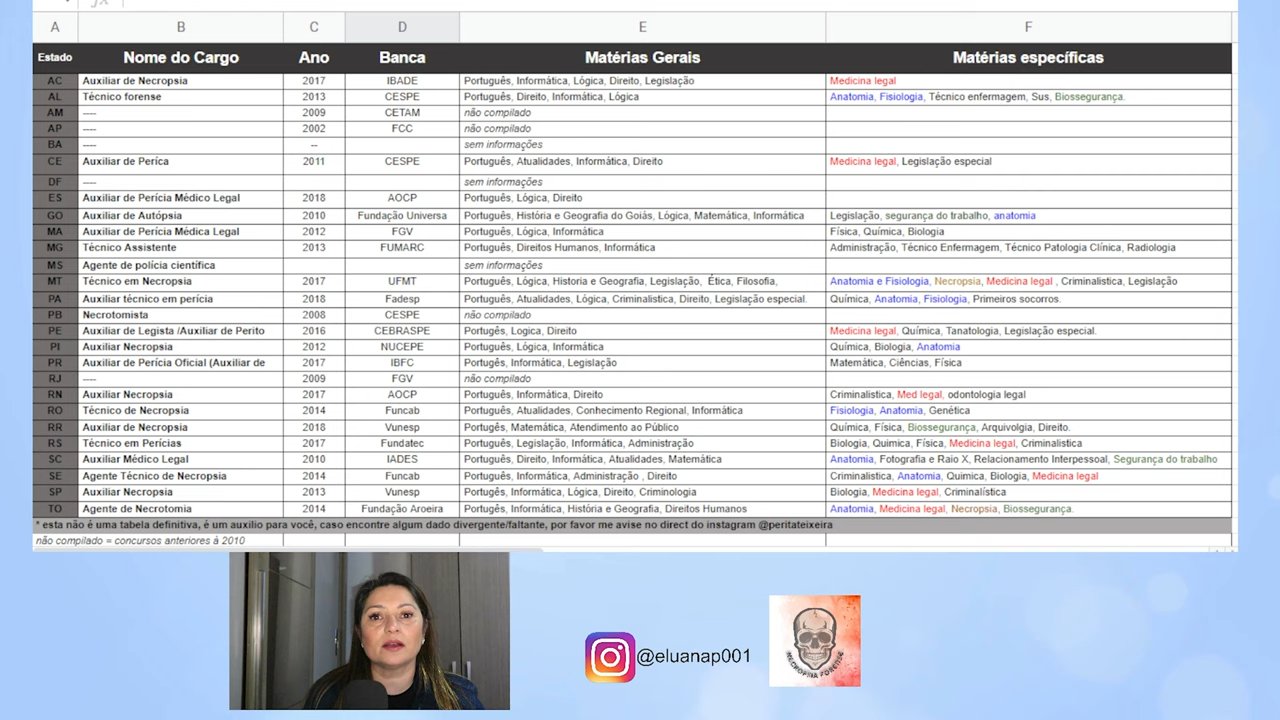 A B C D E F
Estado Nome do Cargo Ano Banca Matérias Gerais Matérias específicas
AC Auxiliar de Necropsia 2017 IBADE Português, Informática, Lógica, Direito, Legislação Medicina legal
AL Técnico forense 2013 CESPE Português, Direito, Informática, Lógica Anatomia, Fisiologia, Técnico enfermagem, Sus, Biossegurança.
AM ---- 2009 CETAM não compilado
AP ---- 2002 FCC não compilado
BA ---- -- sem informações
CE Auxiliar de Períca 2011 CESPE Português, Atualidades, Informática, Direito Medicina legal, Legislação especial
DF ---- sem informações
ES Auxiliar de Perícia Médico Legal 2018 AOCP Português, Lógica, Direito
GO Auxiliar de Autópsia 2010 Fundação Universa Português, História e Geografia do Goiás, Lógica, Matemática, Informática Legislação, segurança do trabalho, anatomia
MA Auxiliar de Perícia Médica Legal 2012 FGV Português, Lógica, Informática Física, Química, Biologia
MG Técnico Assistente 2013 FUMARC Português, Direitos Humanos, Informática Administração, Técnico Enfermagem, Técnico Patologia Clínica, Radiologia
MS Agente de polícia científica sem informações
MT Técnico em Necropsia 2017 UFMT Português, Lógica, Historia e Geografia, Legislação, Ética, Filosofia, Anatomia e Fisiologia, Necropsia, Medicina legal , Criminalistica, Legislação
PA Auxiliar técnico em perícia 2018 Fadesp Português, Atualidades, Lógica, Criminalistica, Direito, Legislação especial. Química, Anatomia, Fisiologia, Primeiros socorros.
PB Necrotomista 2008 CESPE não compilado
PE Auxiliar de Legista /Auxiliar de Perito 2016 CEBRASPE Portugês, Logica, Direito Medicina legal, Química, Tanatologia, Legislação especial.
PI Auxiliar Necropsia 2012 NUCEPE Portugês, Lógica, Informática Química, Biologia, Anatomia
PR Auxiliar de Perícia Oficial (Auxiliar de 2017 IBFC Portugês, Informática, Legislação Matemática, Ciências, Física
RJ ---- 2009 FGV não compilado
RN Auxiliar Necropsia 2017 AOCP Português, Informática, Direito Criminalistica, Med legal, odontologia legal
RO Técnico de Necropsia 2014 Funcab Português, Atualidades, Conhecimento Regional, Informática Fisiologia, Anatomia, Genética
RR Auxiliar de Necropsia 2018 Vunesp Portugês, Matemática, Atendimento ao Público Química, Física, Biossegurança, Arquivolgia, Direito.
RS Técnico em Perícias 2017 Fundatec Português, Legislação, Informática, Administração Biologia, Quimica, Física, Medicina legal, Criminalistica
SC Auxiliar Médico Legal 2010 IADES Português, Direito, Informática, Atualidades, Matemática Anatomia, Fotografia e Raio X, Relacionamento Interpessoal, Segurança do trabalho
SE Agente Técnico de Necropsia 2014 Funcab Português, Informática, Administração , Direito Criminalistica, Anatomia, Quimica, Biologia, Medicina legal
SP Auxiliar Necropsia 2013 Vunesp Português, Informática, Lógica, Direito, Criminologia Biologia, Medicina legal, Criminalística
TO Agente de Necrotomia 2014 Fundação Aroeira Portugês, Informática, História e Geografia, Direitos Humanos Anatomia, Medicina legal, Necropsia, Biossegurança.
* esta não é uma tabela definitiva, é um auxilio para você, caso encontre algum dado divergente/faltante, por favor me avise no direct do instagram @peritateixeira
não compilado = concursos anteriores à 2010
@eluanap001
NECROPSIA FORENSE